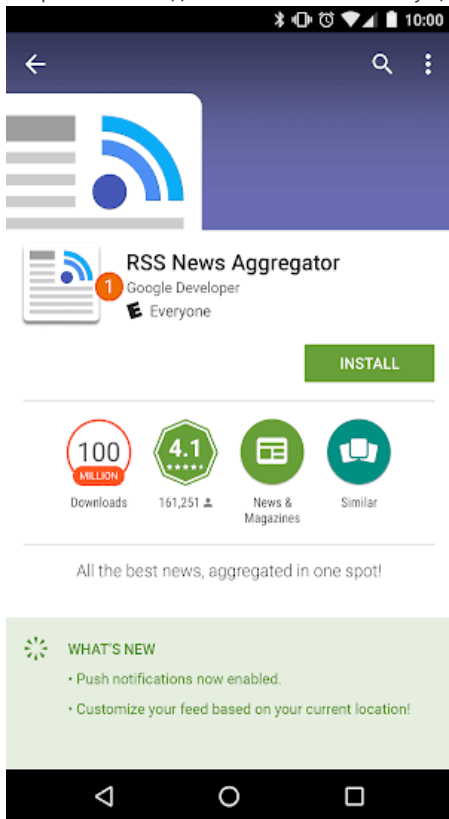 10:00
RSS News Aggregator
1
Google Developer
E Everyone
INSTALL
100
MILLION
4.1
Downloads
161,251
News &
Magazines
Similar
All the best news, aggregated in one spot!
WHAT'S NEW
• Push notifications now enabled.
• Customize your feed based on your current location!